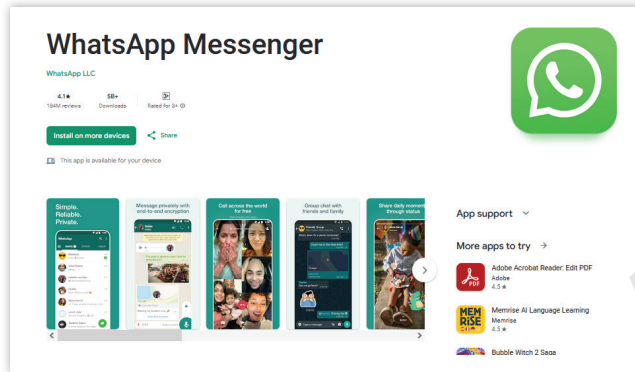 WhatsApp Messenger
WhatsApp LLC
4.1★
184M reviews
5B+
Downloads
Rated for 3+
Install on more devices
Share
This app is available for your device
Simple.
Reliable.
Private.
WhatsApp
Message privately with
end-to-end encryption
Call across the world
for free
Group chat with
friends and family
Share daily moment
through status
App support
More apps to try
Adobe Acrobat Reader: Edit PDF
Adobe
4.5★
PDF
Memrise AI Language Learning
Memrise
4.5★
MEM
RiSE
Bubble Witch 2 Saga